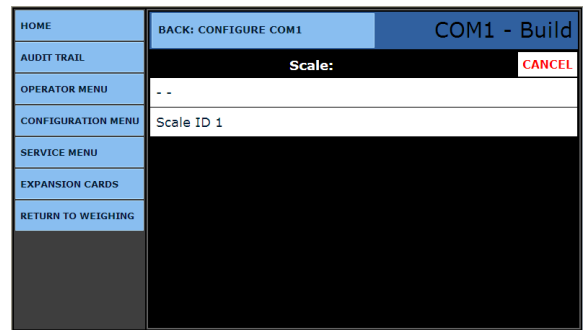 HOME
AUDIT TRAIL
OPERATOR MENU
CONFIGURATION MENU
SERVICE MENU
EXPANSION CARDS
RETURN TO WEIGHING
BACK: CONFIGURE COM1
COM1 - Build
Scale:
CANCEL
- -
Scale ID 1